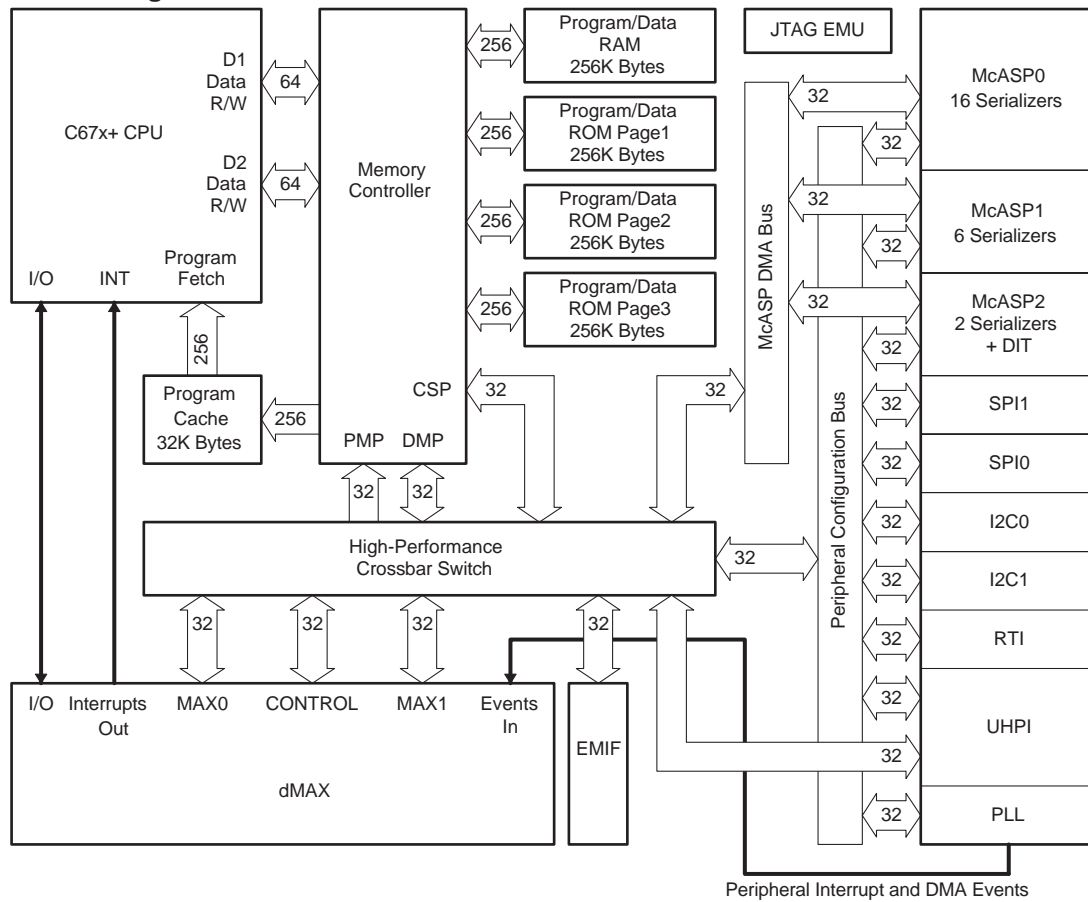 D1
Data
R/W
64
C67x+ CPU
D2
Data
R/W
64
I/O
INT
Program
Fetch
256
Program
Cache
32K Bytes
256
Memory
Controller
CSP
32
PMP
DMP
32
32
256
Program/Data
RAM
256K Bytes
256
Program/Data
ROM Page1
256K Bytes
256
Program/Data
ROM Page2
256K Bytes
256
Program/Data
ROM Page3
256K Bytes
JTAG EMU
McASP DMA Bus
Peripheral Configuration Bus
32
32
32
32
32
32
32
32
McASP0
16 Serializers
McASP1
6 Serializers
McASP2
2 Serializers
+ DIT
32
SPI1
32
SPI0
32
I2C0
32
I2C1
32
RTI
32
UHPI
32
32
PLL
High-Performance
Crossbar Switch
32
32
32
32
32
I/O
Interrupts
Out
MAX0
CONTROL
MAX1
Events
In
dMAX
EMIF
Peripheral Interrupt and DMA Events